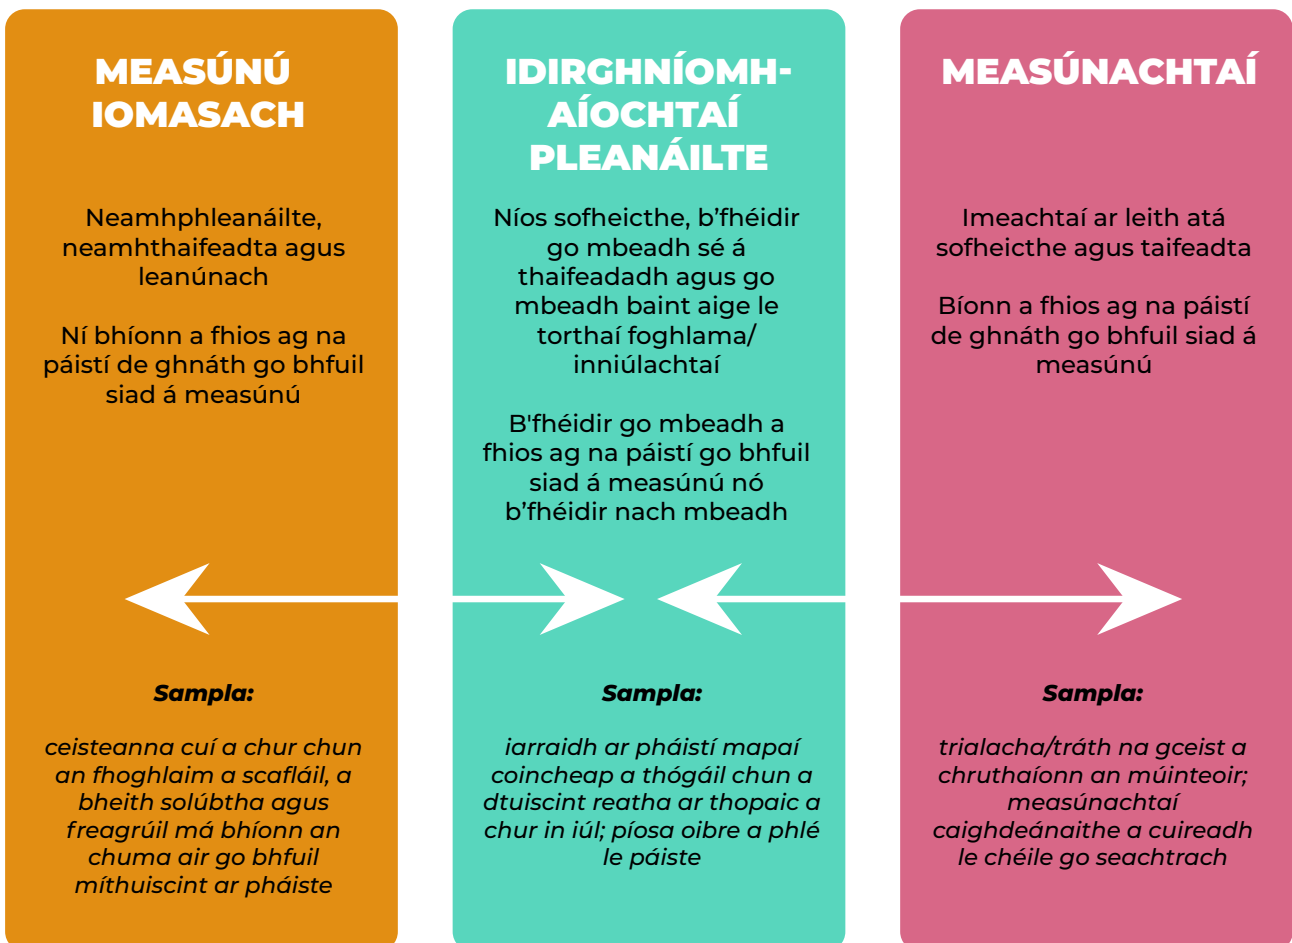 MEASÚNÚ
IOMASACH
Neamhphleanáilte,
neamhthaifeadta agus
leanúnach
Ní bhíonn a fhios ag na
páistí de ghnáth go bhfuil
siad á measúnú
Sampla:
ceisteanna cuí a chur chun
an fhoghlaim a scafláil, a
bheith solúbtha agus
freagrúil má bhíonn an
chuma air go bhfuil
míthuiscint ar pháiste
IDIRGHNÍOMH-
AÍOCHTAÍ
PLEANÁILTE
Níos sofheicthe, b’fhéidir
go mbeadh sé á
thaifeadadh agus go
mbeadh baint aige le
torthaí foghlama/
inniúlachtaí
B'fhéidir go mbeadh a
fhios ag na páistí go bhfuil
siad á measúnú nó
b’fhéidir nach mbeadh
Sampla:
iarraidh ar pháistí mapaí
coincheap a thógáil chun a
dtuiscint reatha ar thopaic a
chur in iúl; píosa oibre a phlé
le páiste
MEASÚNACHTAÍ
Imeachtaí ar leith atá
sofheicthe agus taifeadta
Bíonn a fhios ag na páistí
de ghnáth go bhfuil siad á
measúnú
Sampla:
trialacha/tráth na gceist a
chruthaíonn an múinteoir;
measúnachtaí
caighdeánaithe a cuireadh
le chéile go seachtrach